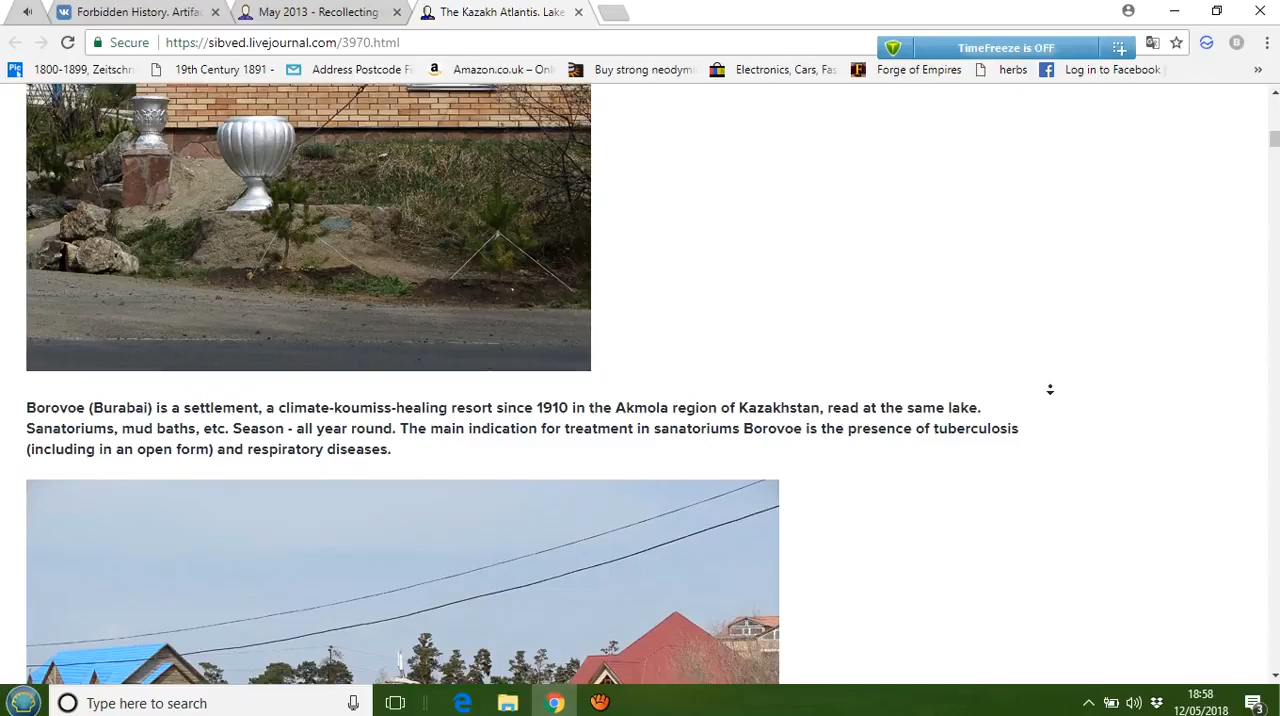 Forbidden History. Artifa
May 2013 - Recollecting
The Kazakh Atlantis. Lake
Secure
https://sibved.livejournal.com/3970.html
TimeFreeze is OFF
1800-1899, Zeitschr
19th Century 1891 -
Address Postcode F
Amazon.co.uk – Onl
Buy strong neodym
Electronics, Cars, Fas
Forge of Empires
herbs
Log in to Facebook
Borovoe (Burabai) is a settlement, a climate-koumiss-healing resort since 1910 in the Akmola region of Kazakhstan, read at the same lake.
Sanatoriums, mud baths, etc. Season - all year round. The main indication for treatment in sanatoriums Borovoe is the presence of tuberculosis
(including in an open form) and respiratory diseases.
Type here to search
18:58
12/05/2018
3